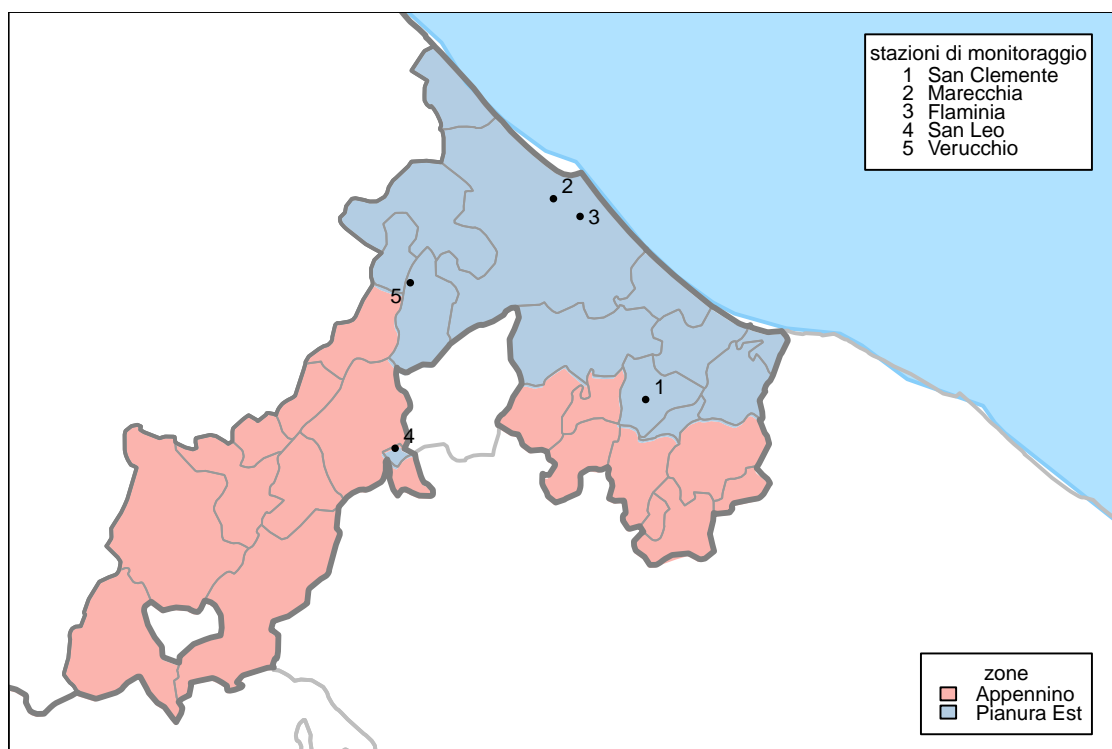 stazioni di monitoraggio
1 San Clemente
2 Marecchia
3 Flaminia
4 San Leo
5 Verucchio
2
3
5
1
4
zone
Appennino
Pianura Est